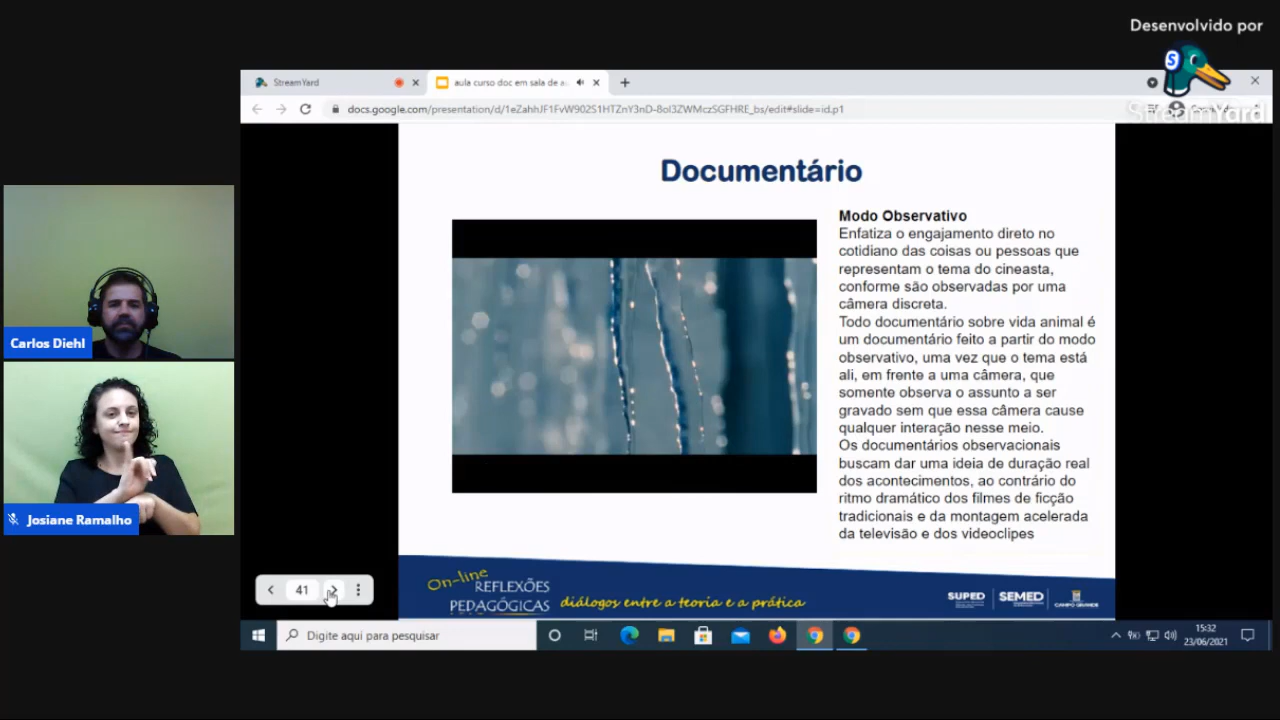 Desenvolvido por
StreamYard
StreamYard
aula curso doc em sala de au
docs.google.com/presentation/d/1eZahhJF1FvW902S1HTZnY3nD-8oI3ZWMczSGFHRE_bs/edit#slide=id.p1
Documentário
Modo Observativo
Enfatiza o engajamento direto no
cotidiano das coisas ou pessoas que
representam o tema do cineasta,
conforme são observadas por uma
câmera discreta.
Todo documentário sobre vida animal é
um documentário feito a partir do modo
observativo, uma vez que o tema está
ali, em frente a uma câmera, que
somente observa o assunto a ser
gravado sem que essa câmera cause
qualquer interação nesse meio.
Os documentários observacionais
buscam dar uma ideia de duração real
dos acontecimentos, ao contrário do
ritmo dramático dos filmes de ficção
tradicionais e da montagem acelerada
da televisão e dos videoclipes
Carlos Diehl
Josiane Ramalho
41
On-line
REFLEXÕES
PEDAGÓGICAS
diálogos entre a teoria e a prática
SUPED
SEMED
CAMPO GRANDE
Digite aqui para pesquisar
15:32
23/06/2021